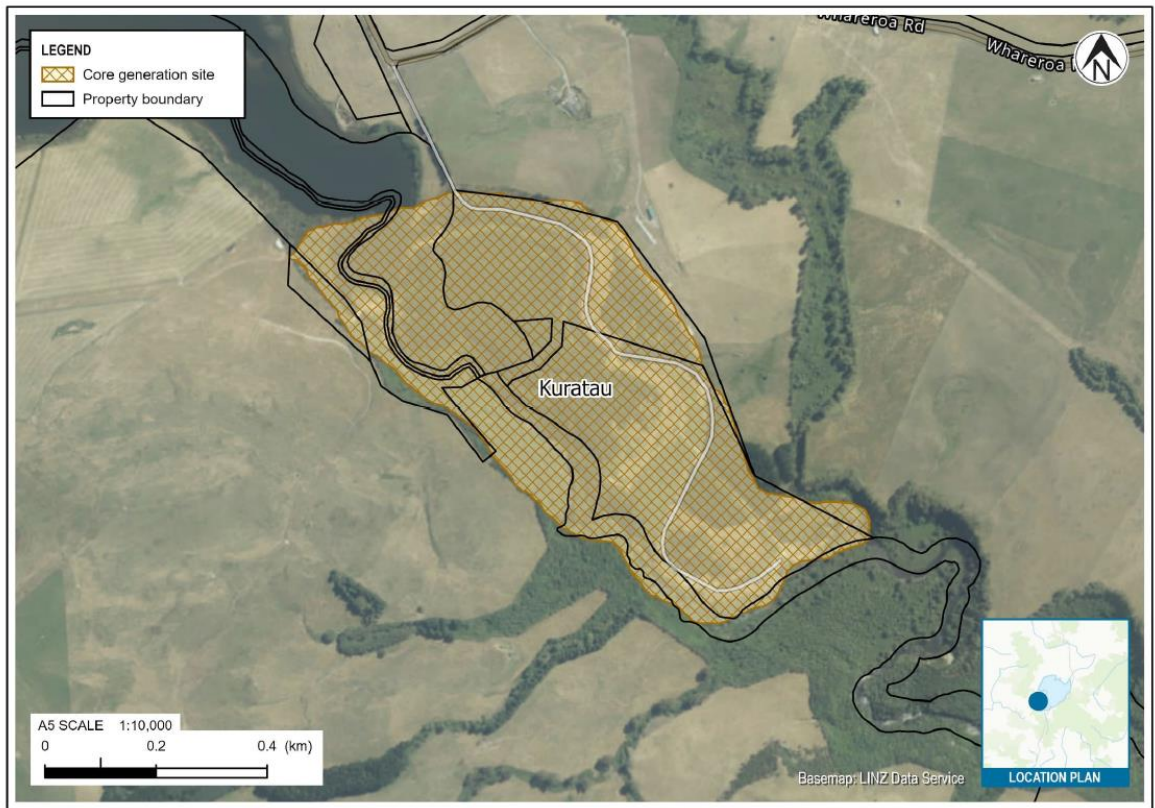 Whareroa Rd
Whareroa R
LEGEND
Core generation site
Property boundary
N
Kuratau
A5 SCALE 1:10,000
0 0.2 0.4 (km)
Basemap: LINZ Data Service
LOCATION PLAN